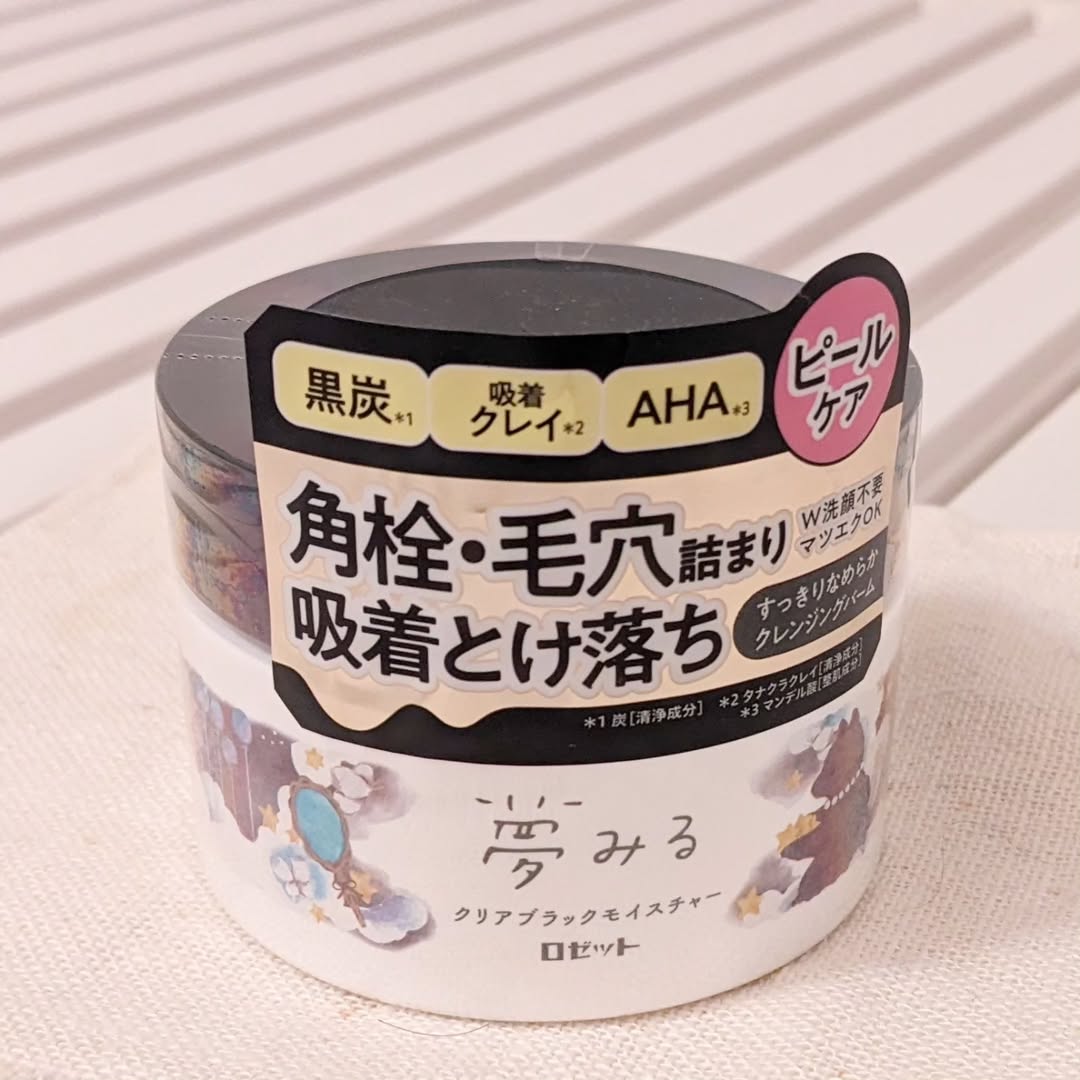 黒炭*1
吸着
クレイ*2
AHA*3
ピール
ケア
角栓・毛穴詰まり
吸着とけ落ち
W洗顔不要
マツエクOK
すっきりなめらか
クレンジングバーム
*1 炭[清浄成分]
*2 タナクラクレイ[清浄成分]
*3 マンデル酸[整肌成分]
夢みる
クリアブラックモイスチャー
ロゼット